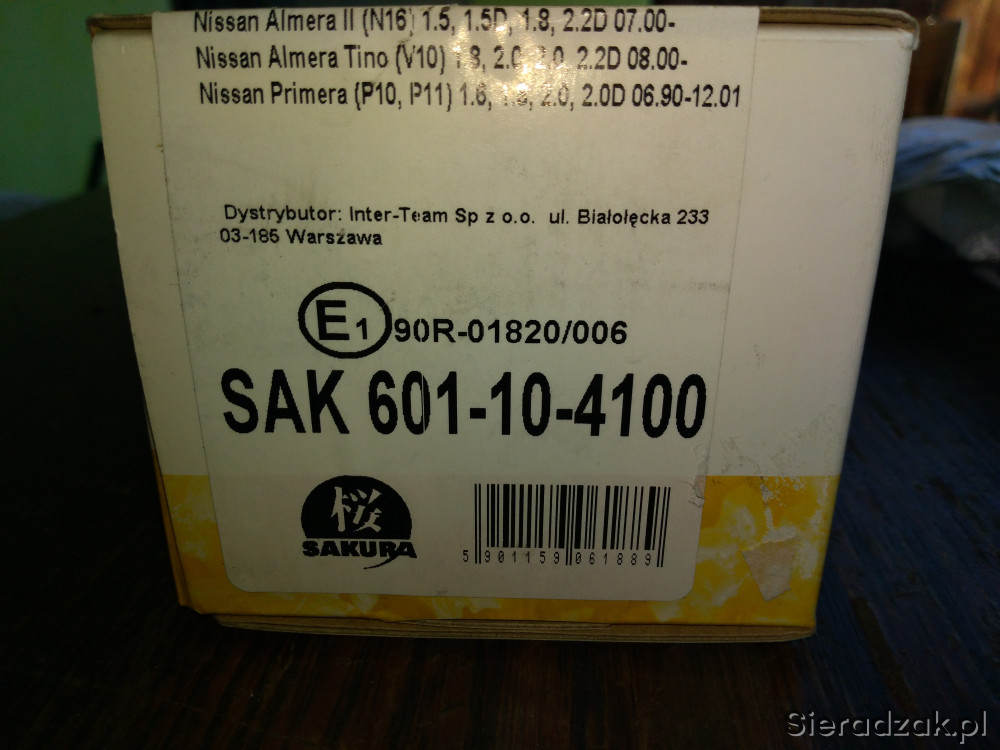 Nissan Almera II (N16) 1.5, 1.5D, 1.8, 2.2D 07.00-
Nissan Almera Tino (V10) 1.8, 2.0, 2.0, 2.2D 08.00-
Nissan Primera (P10, P11) 1.6, 1.8, 2.0, 2.0D 06.90-12.01
Dystrybutor: Inter-Team Sp z o.o. ul. Białołęcka 233
03-186 Warszawa
E1 90R-01820/006
SAK 601-10-4100
桜
SAKURA
5 901159 061889
Sieradzak.pl